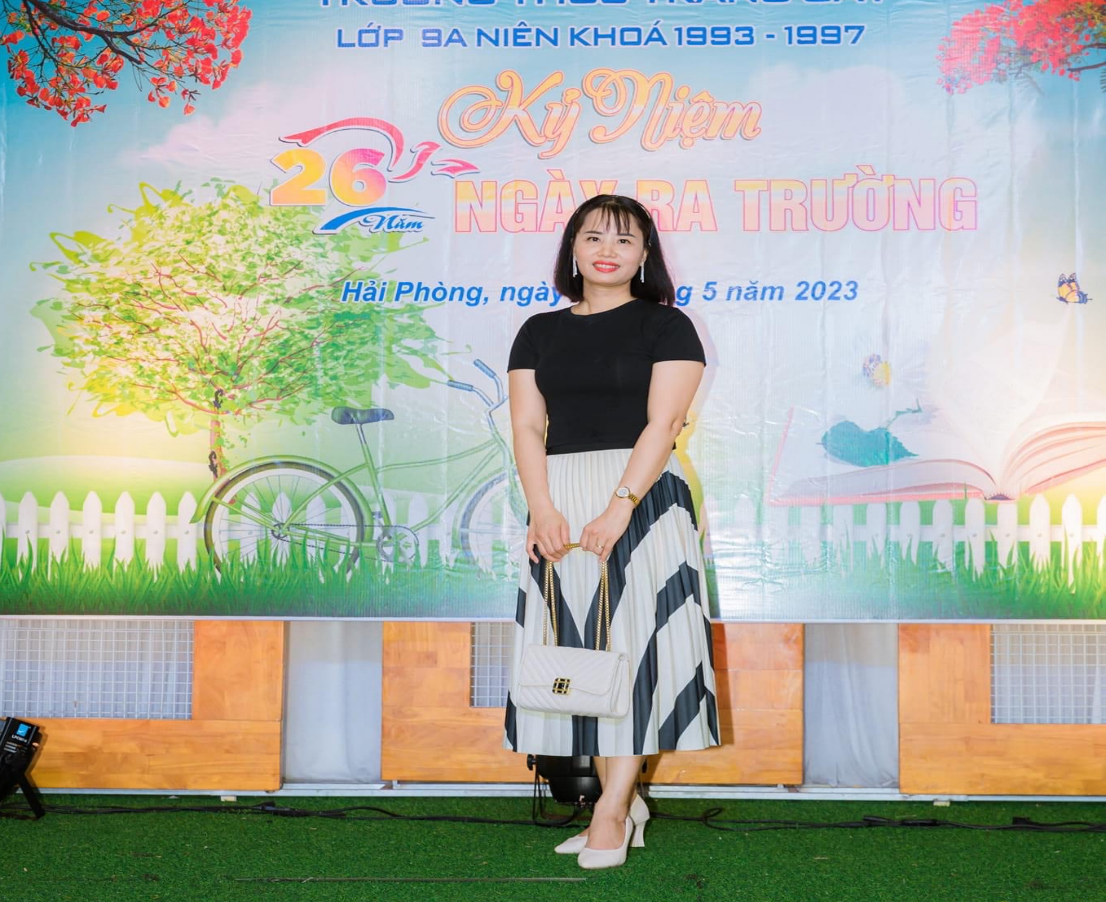 LỚP 9A NIÊN KHOÁ 1993 - 1997
Kỷ Niệm
26 Năm
NGÀY RA TRƯỜNG
Hải Phòng, ngày 5 năm 2023